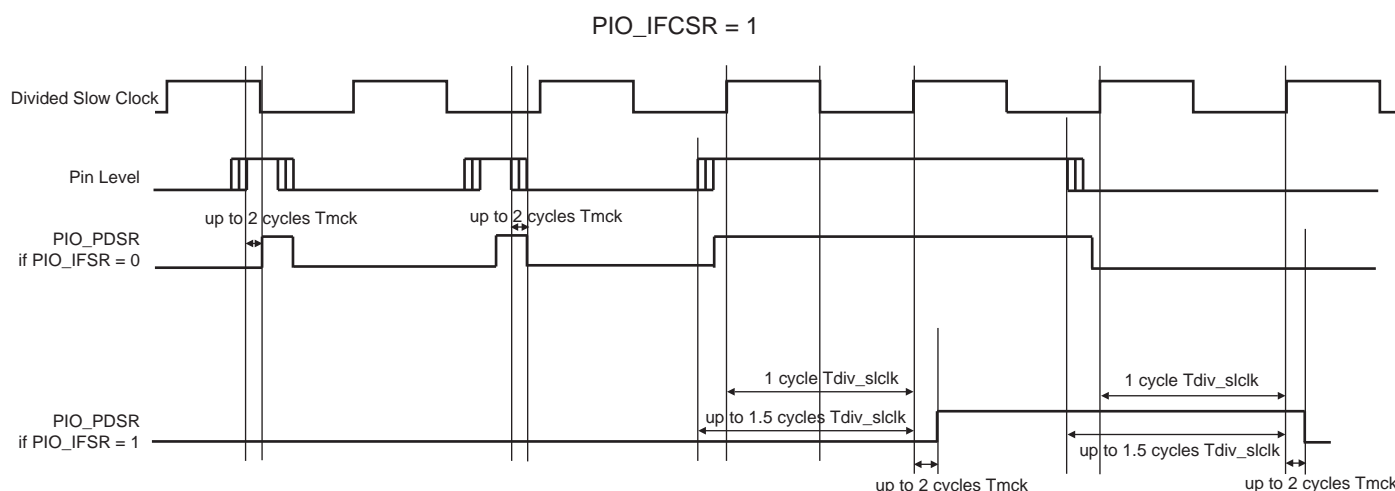 PIO_IFCSR = 1
Divided Slow Clock
Pin Level
up to 2 cycles Tmck
up to 2 cycles Tmck
PIO_PDSR
if PIO_IFSR = 0
1 cycle Tdiv_slclk
1 cycle Tdiv_slclk
PIO_PDSR
if PIO_IFSR = 1
up to 1.5 cycles Tdiv_slclk
up to 1.5 cycles Tdiv_slclk
up to 2 cycles Tmck
up to 2 cycles Tmck